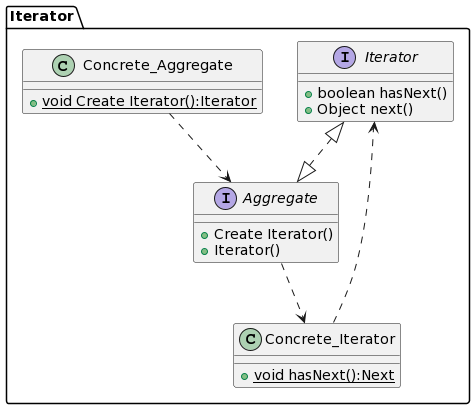 Iterator
C Concrete_Aggregate
void Create Iterator():Iterator
I Iterator
boolean hasNext()
Object next()
I Aggregate
Create Iterator()
Iterator()
C Concrete_Iterator
void hasNext():Next